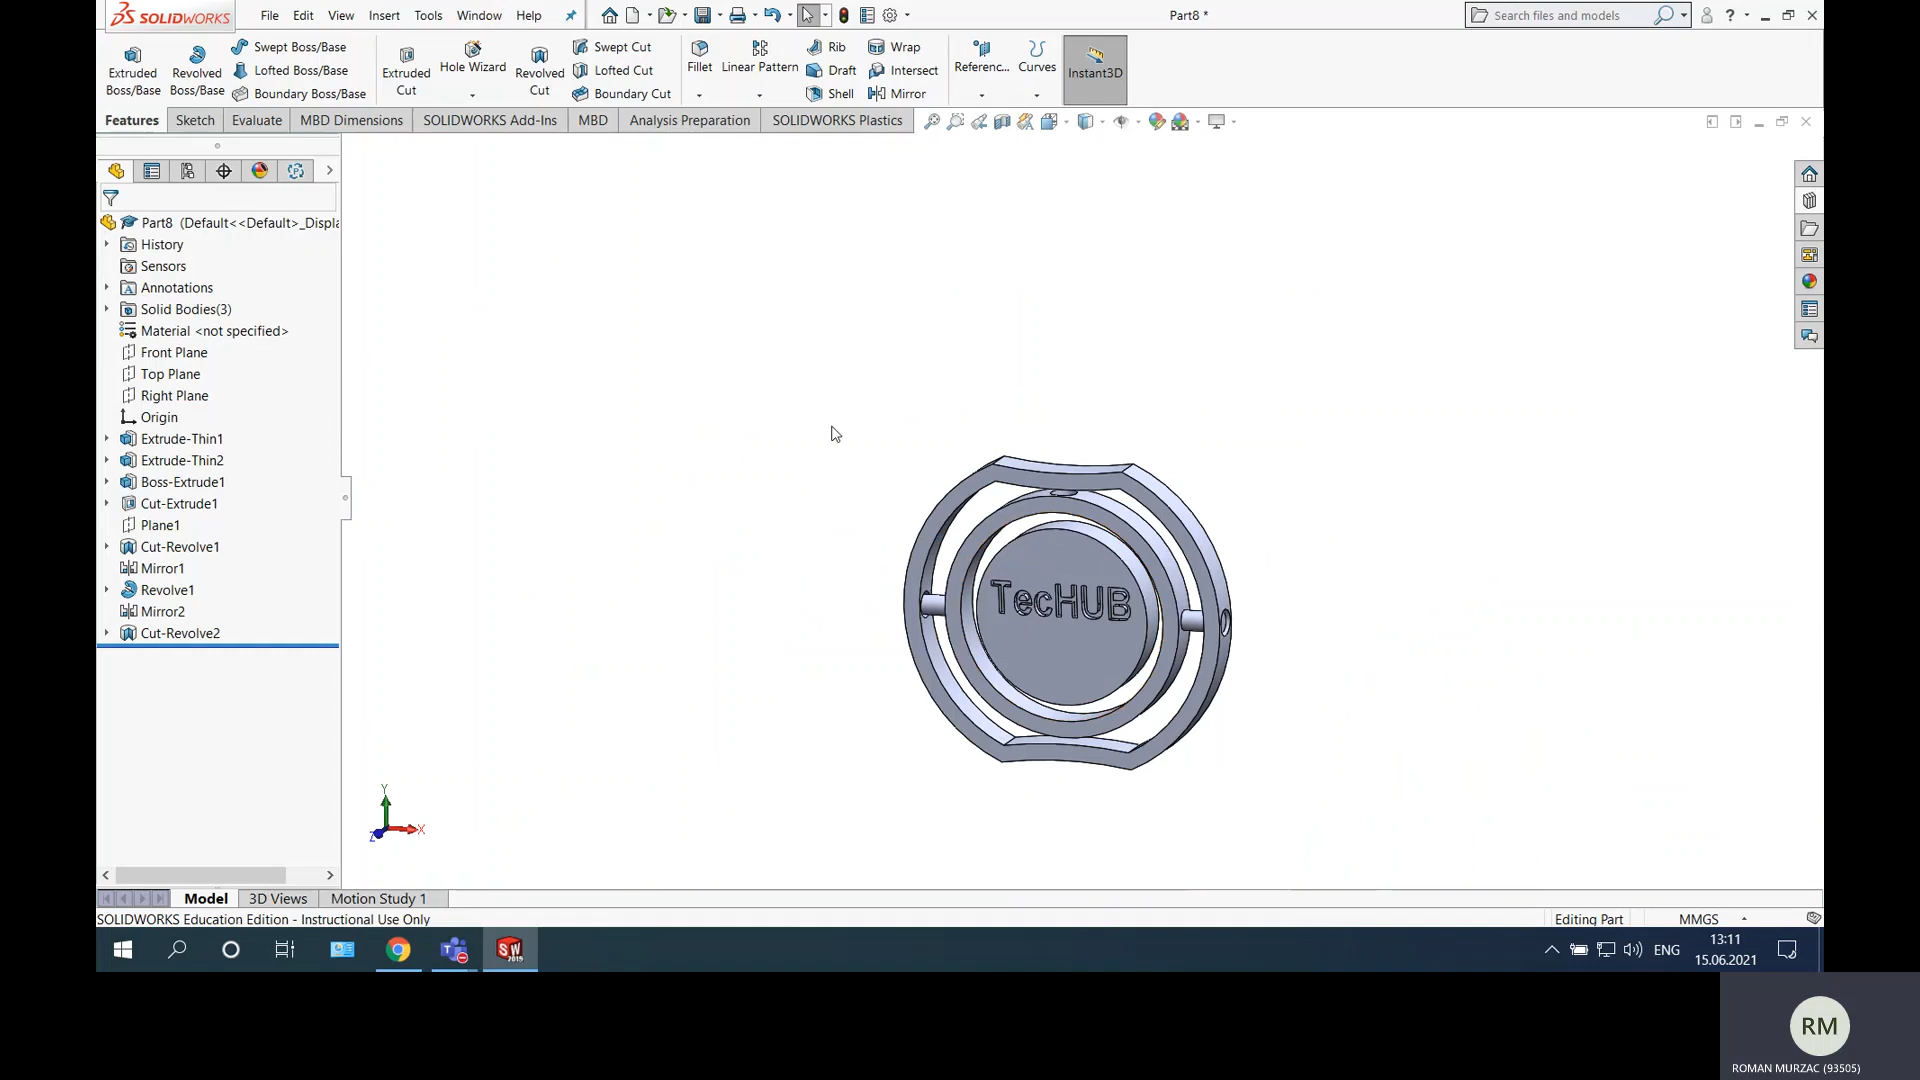 SOLIDWORKS File Edit View Insert Tools Window Help Part8 * Search files and models
Extruded Boss/Base
Revolved Boss/Base
Swept Boss/Base
Lofted Boss/Base
Boundary Boss/Base
Extruded Cut
Hole Wizard
Revolved Cut
Swept Cut
Lofted Cut
Boundary Cut
Fillet
Linear Pattern
Rib
Draft
Shell
Wrap
Intersect
Mirror
Referenc...
Curves
Instant3D
Features Sketch Evaluate MBD Dimensions SOLIDWORKS Add-Ins MBD Analysis Preparation SOLIDWORKS Plastics
Part8 (Default<<Default>_Displa
History
Sensors
Annotations
Solid Bodies(3)
Material <not specified>
Front Plane
Top Plane
Right Plane
Origin
Extrude-Thin1
Extrude-Thin2
Boss-Extrude1
Cut-Extrude1
Plane1
Cut-Revolve1
Mirror1
Revolve1
Mirror2
Cut-Revolve2
TecHUB
Y
X
Z
Model 3D Views Motion Study 1
SOLIDWORKS Education Edition - Instructional Use Only Editing Part MMGS
SW 2019
ENG
13:11
15.06.2021
RM
ROMAN MURZAC (93505)